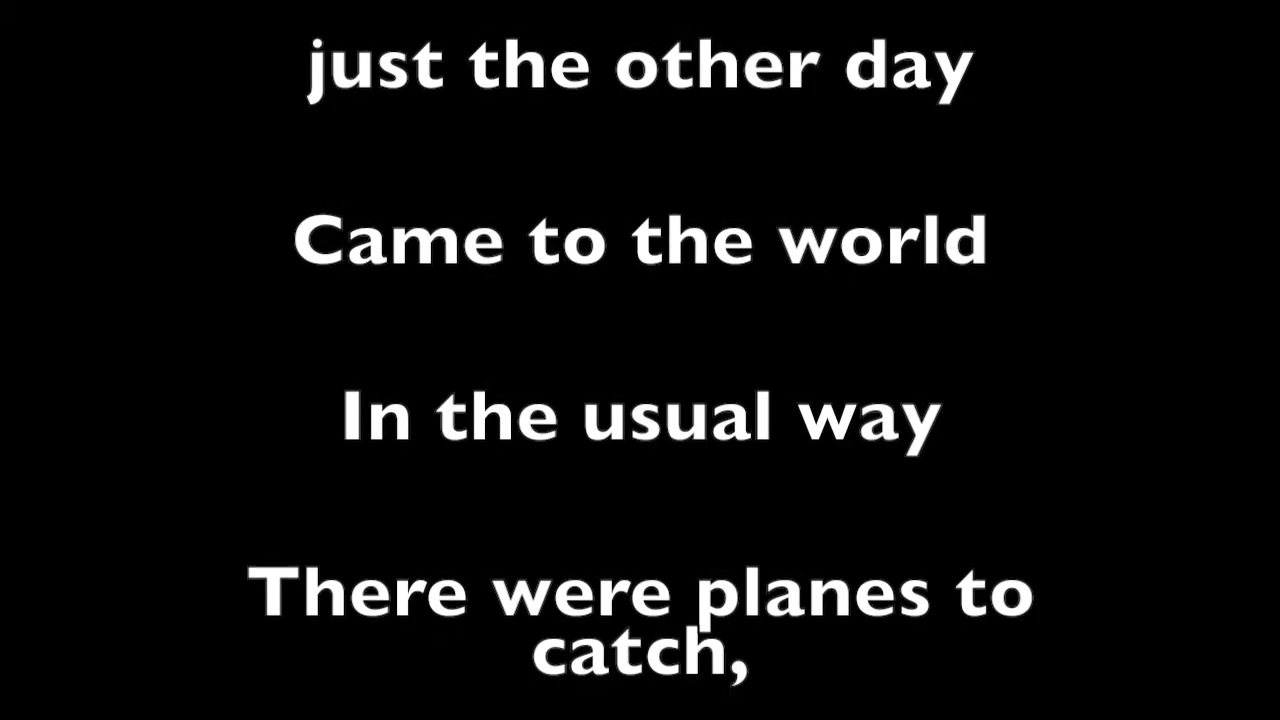 just the other day
Came to the world
In the usual way
There were planes to
catch,